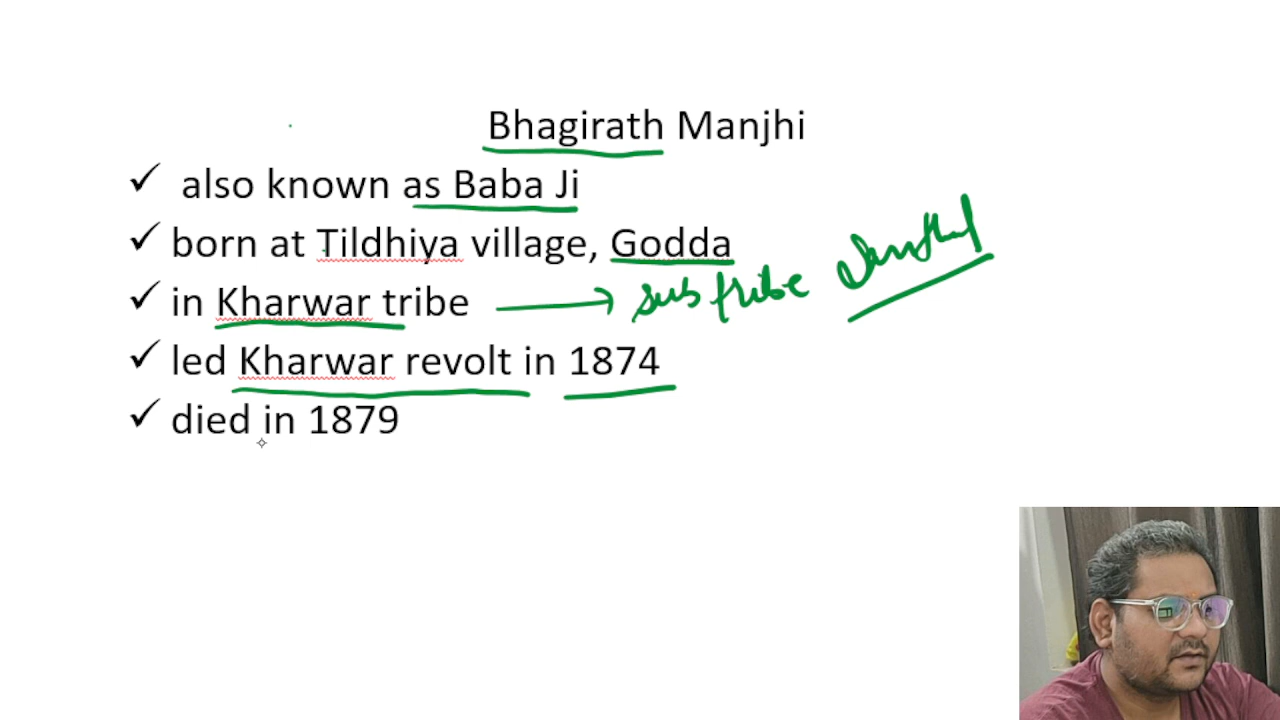 Bhagirath Manjhi
✓ also known as Baba Ji
✓ born at Tildhiya village, Godda
✓ in Kharwar tribe → sub tribe Santhal
✓ led Kharwar revolt in 1874
✓ died in 1879